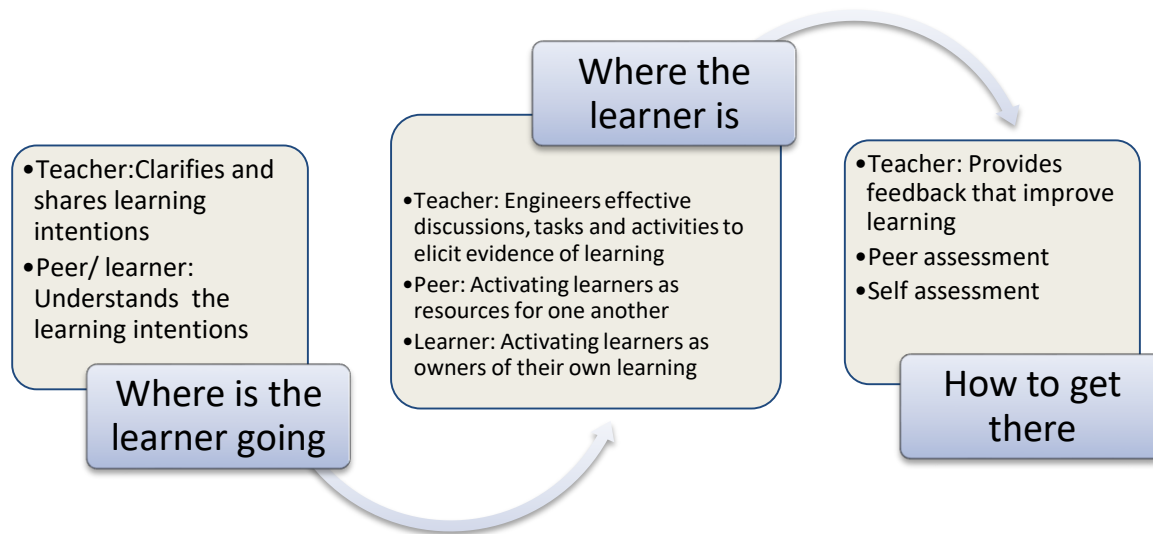 •Teacher:Clarifies and
shares learning
intentions
•Peer/ learner:
Understands  the
learning intentions
Where is the
learner going
Where the
learner is
•Teacher: Engineers effective
discussions, tasks and activities to
elicit evidence of learning
•Peer: Activating learners as
resources for one another
•Learner: Activating learners as
owners of their own learning
•Teacher: Provides
feedback that improve
learning
•Peer assessment
•Self assessment
How to get
there